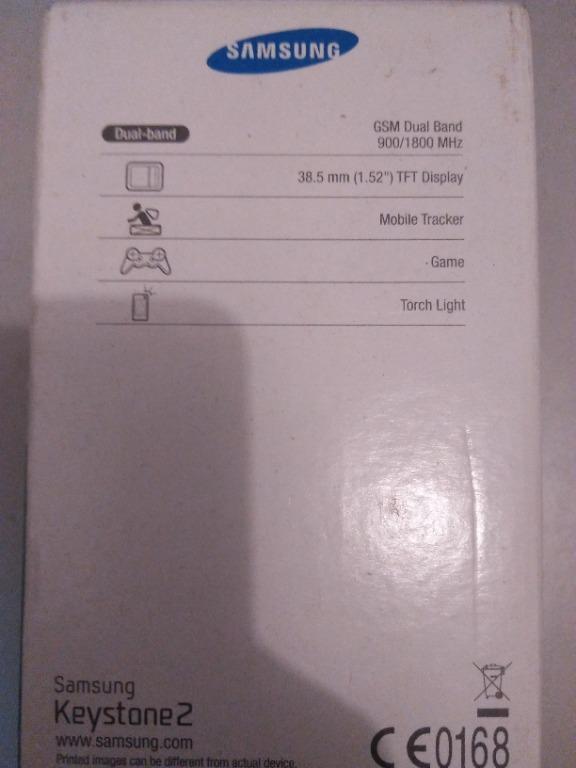 SAMSUNG
Dual-band
GSM Dual Band
900/1800 MHz
38.5 mm (1.52") TFT Display
Mobile Tracker
Game
Torch Light
Samsung
Keystone2
www.samsung.com
Printed images can be different from actual device.
CE0168